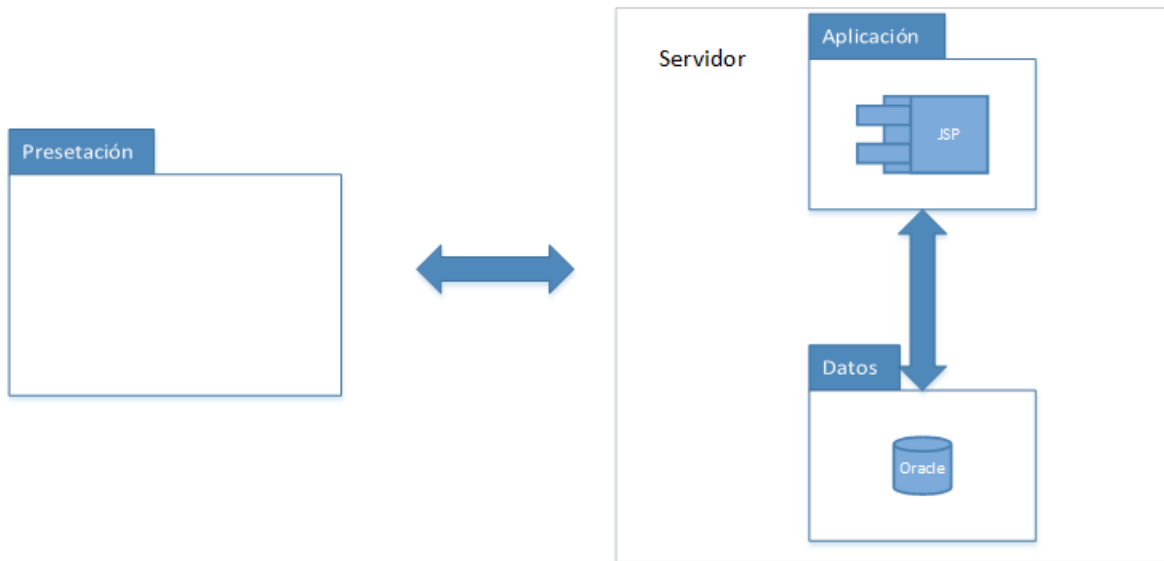 Aplicación
Servidor
JSP
Presetación
Datos
Oracle